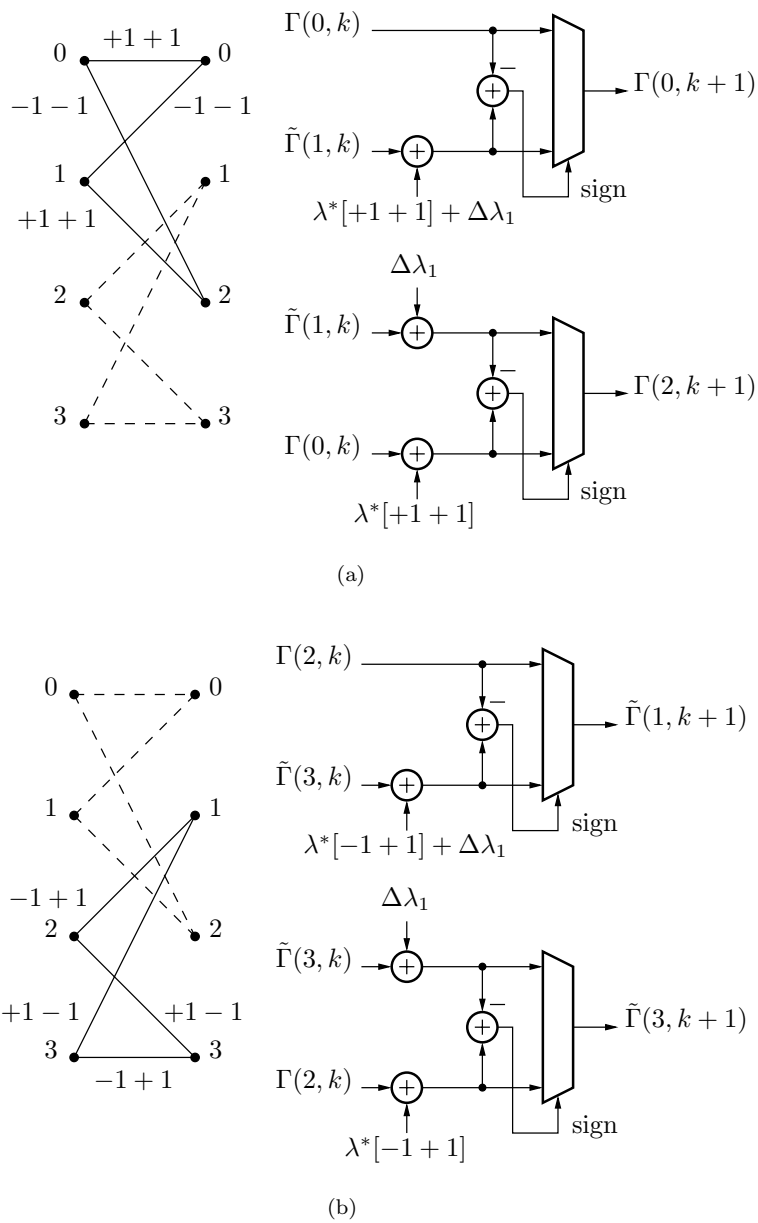 0
+1 + 1
0
−1 − 1
−1 − 1
1
1
+1 + 1
2
2
3
3
Γ(0, k)
−
+
Γ(0, k + 1)
Γ̃(1, k)
+
sign
λ*[+1 + 1] + Δλ₁
Δλ₁
Γ̃(1, k)
+
−
+
Γ(2, k + 1)
Γ(0, k)
+
sign
λ*[+1 + 1]
(a)
0
0
1
1
−1 + 1
2
2
+1 − 1
+1 − 1
3
3
−1 + 1
Γ(2, k)
−
+
Γ̃(1, k + 1)
Γ̃(3, k)
+
sign
λ*[−1 + 1] + Δλ₁
Δλ₁
Γ̃(3, k)
+
−
+
Γ̃(3, k + 1)
Γ(2, k)
+
sign
λ*[−1 + 1]
(b)